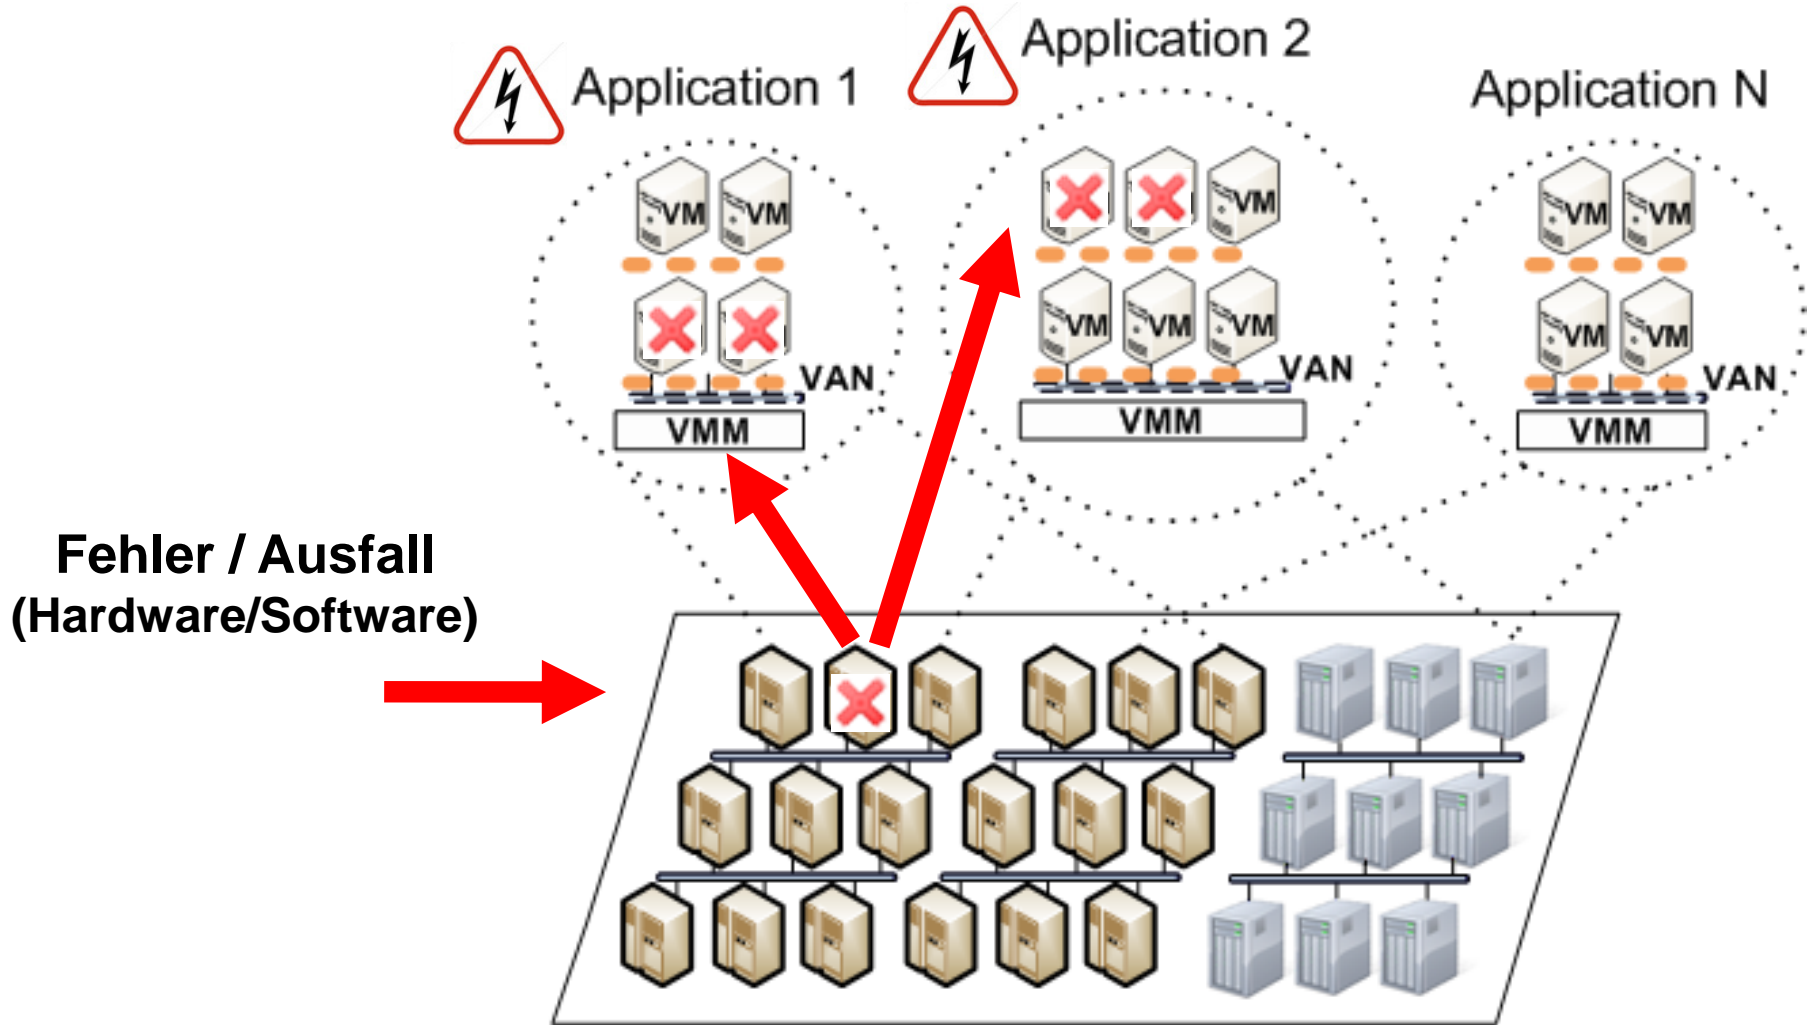 Application 1
Application 2
Application N
VM VM
VM
VM VM
VM VM VM
VM VM
VAN
VAN
VAN
VMM
VMM
VMM
Fehler / Ausfall
(Hardware/Software)